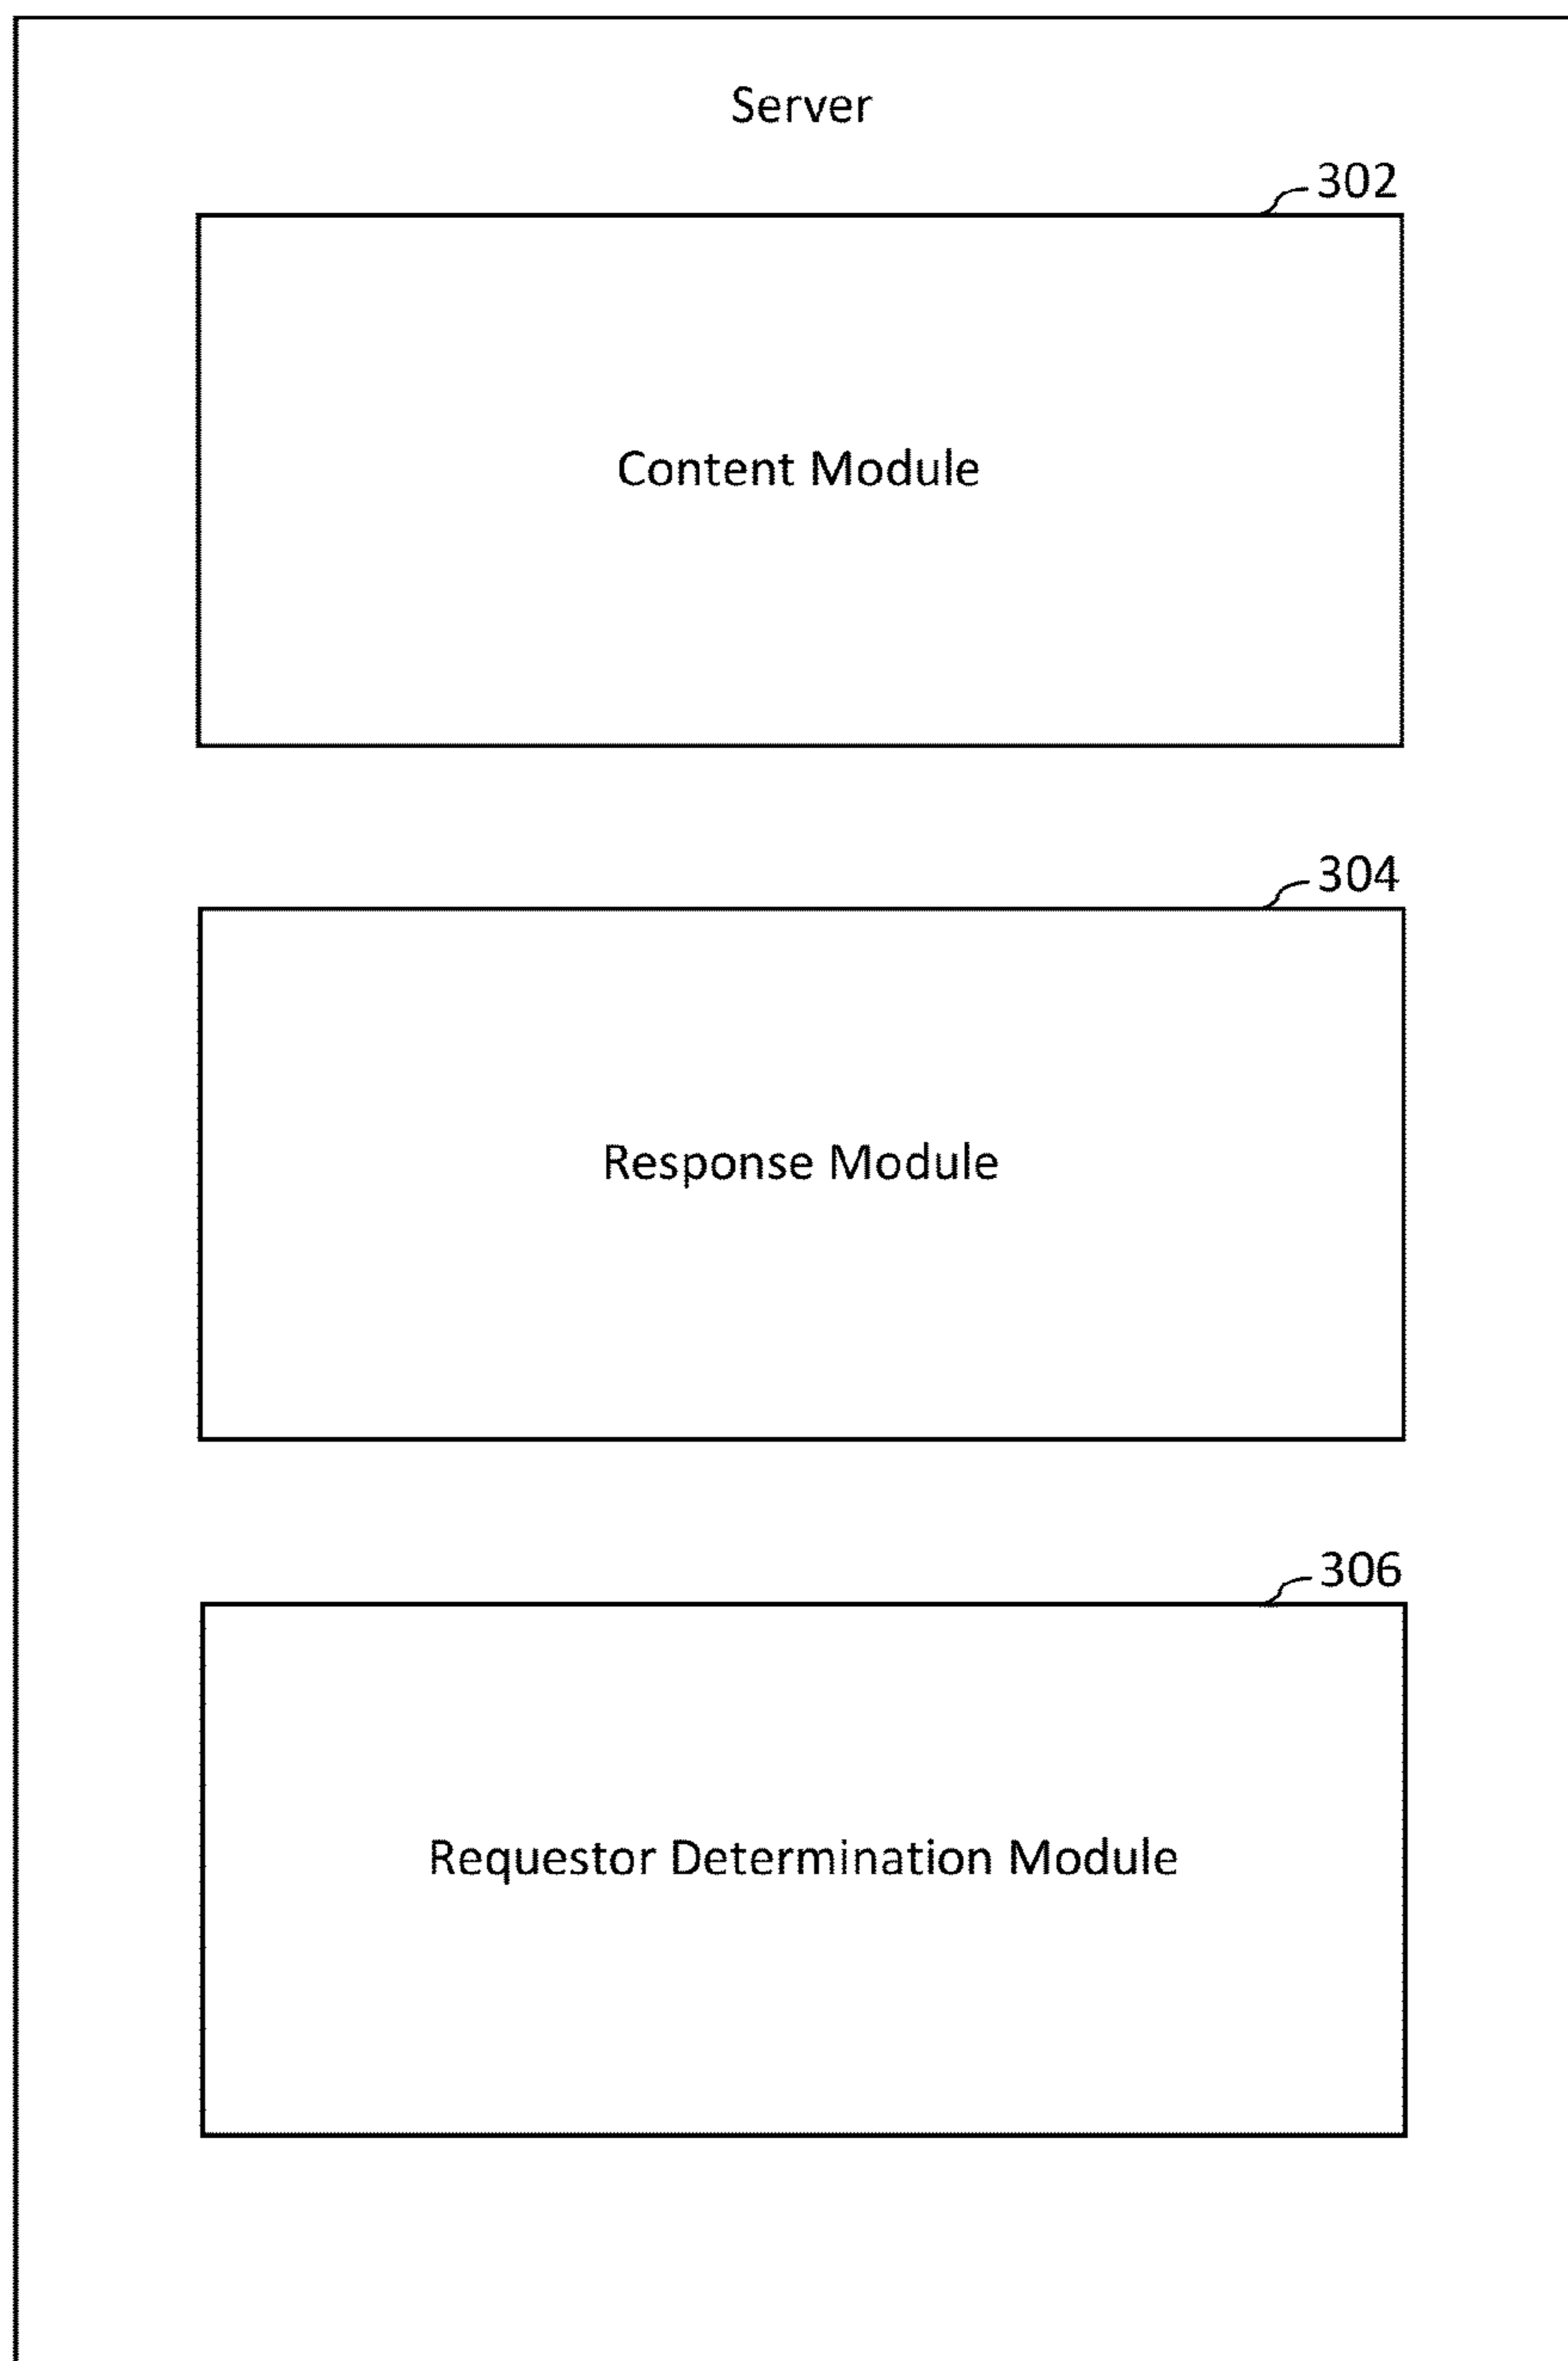 Server
302
Content Module
304
Response Module
306
Requestor Determination Module